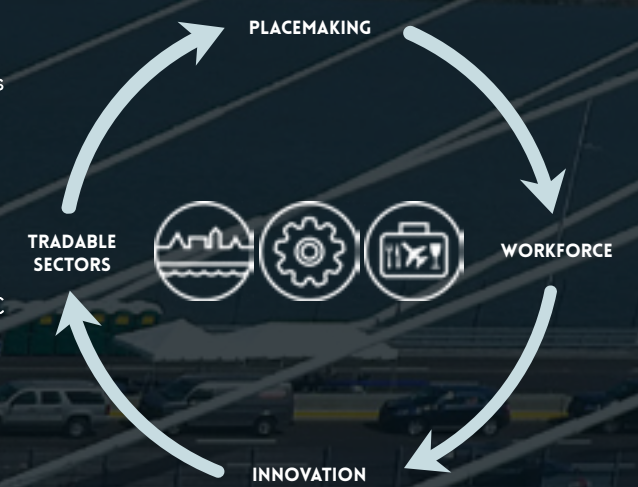 PLACEMAKING
TRADABLE
SECTORS
WORKFORCE
INNOVATION